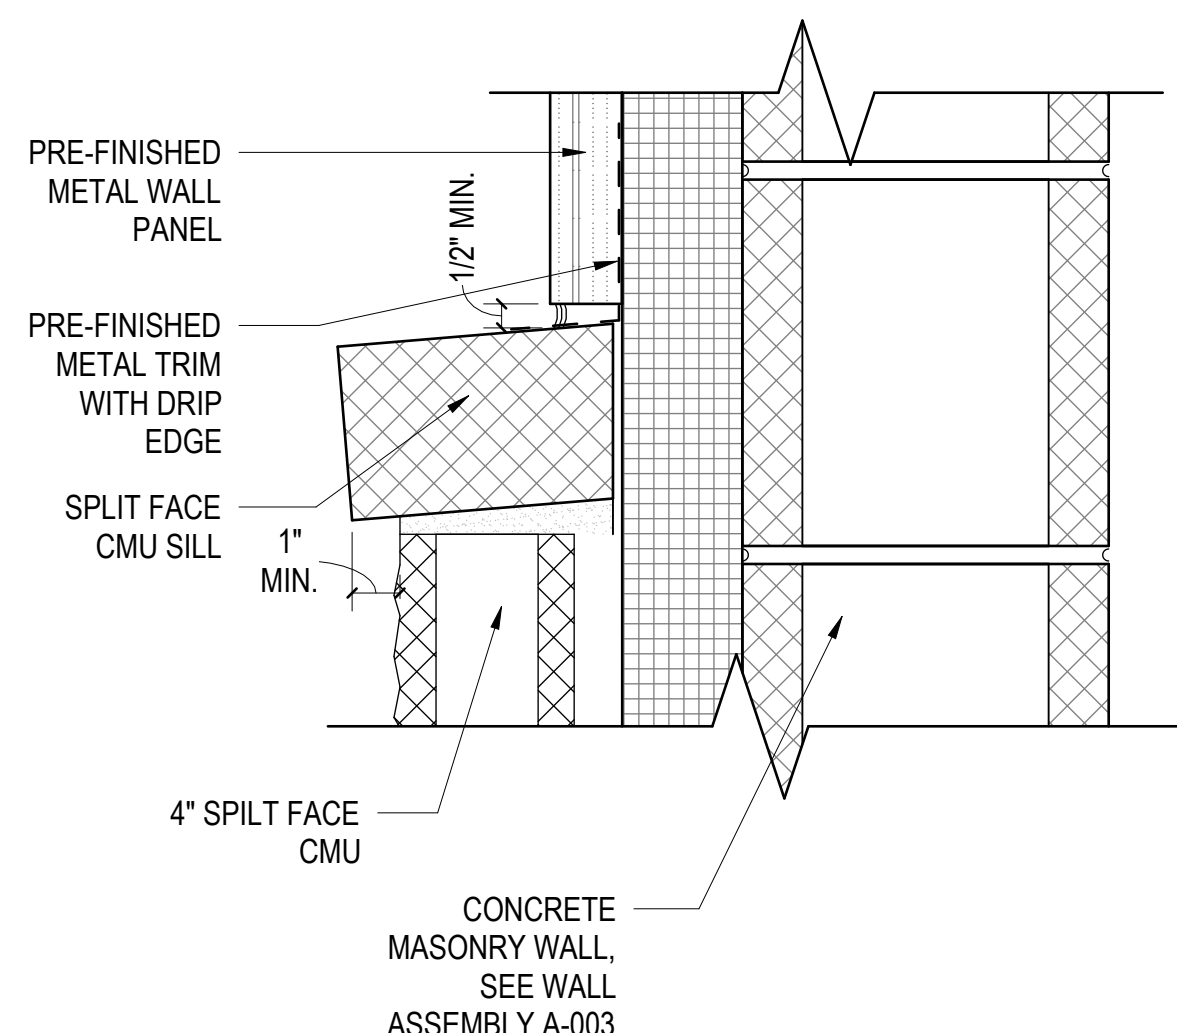 PRE-FINISHED
METAL WALL
PANEL
1/2" MIN.
PRE-FINISHED
METAL TRIM
WITH DRIP
EDGE
SPLIT FACE
CMU SILL
1"
MIN.
4" SPILT FACE
CMU
CONCRETE
MASONRY WALL,
SEE WALL
ASSEMBLY A-003